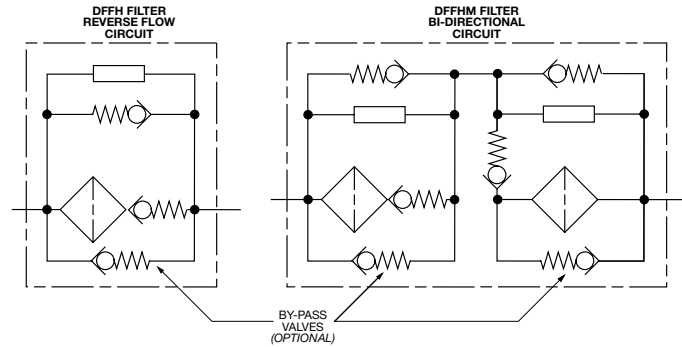 DFFH FILTER
REVERSE FLOW
CIRCUIT
DFFHM FILTER
BI-DIRECTIONAL
CIRCUIT
BY-PASS
VALVES
(OPTIONAL)